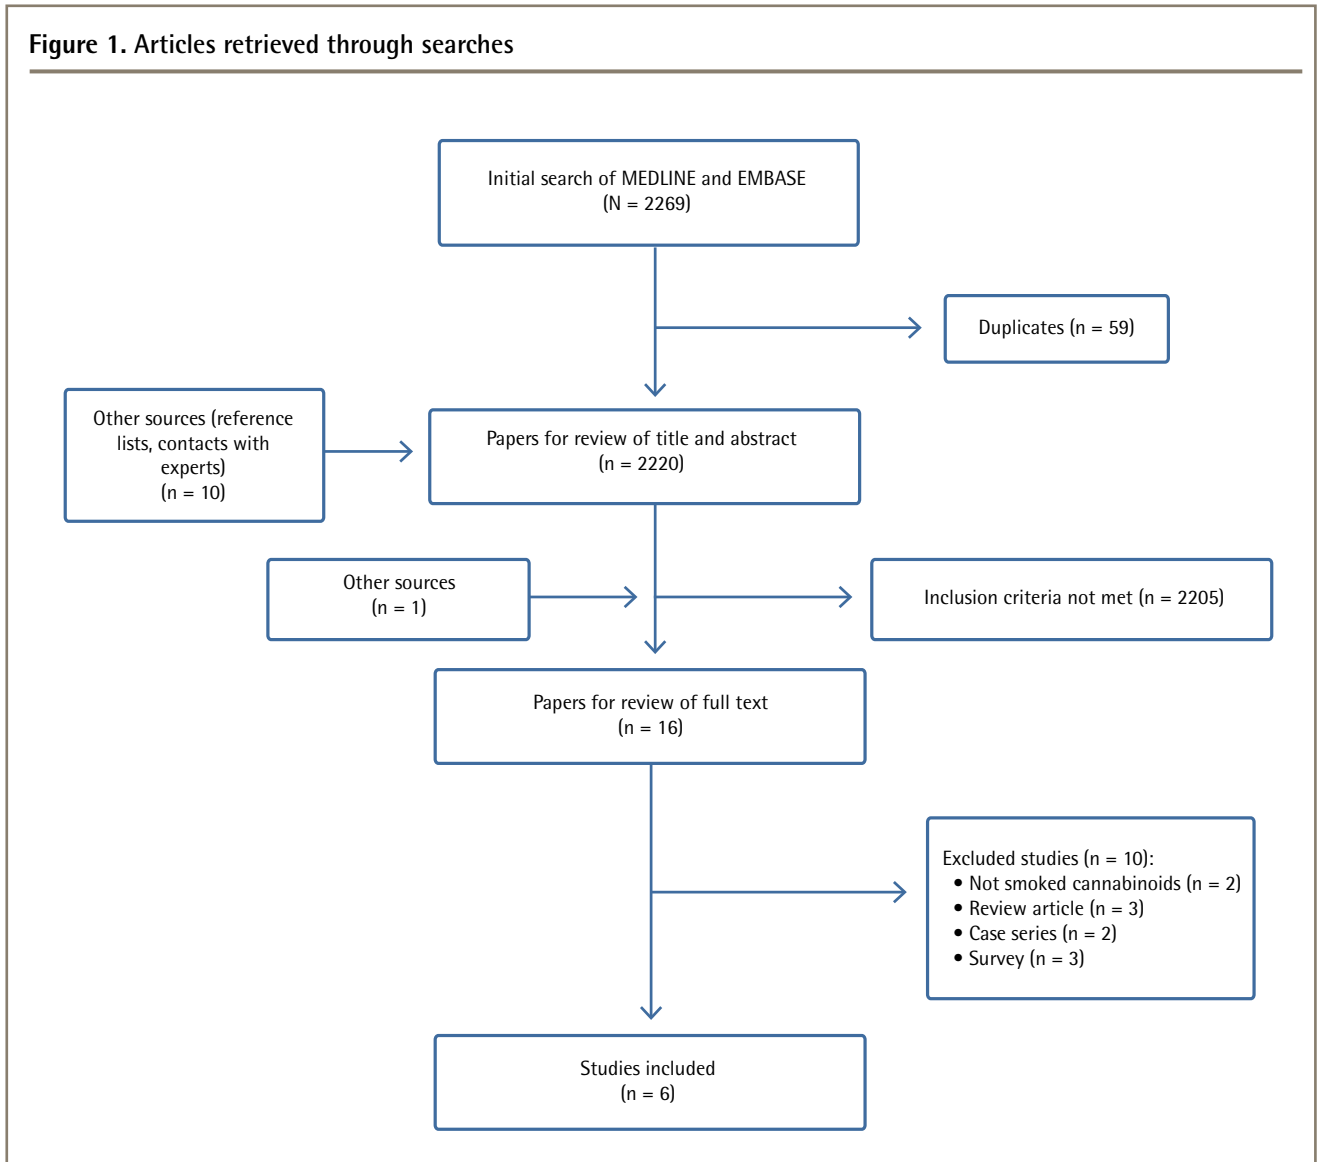 Figure 1. Articles retrieved through searches
Initial search of MEDLINE and EMBASE
(N = 2269)
Duplicates (n = 59)
Other sources (reference
lists, contacts with
experts)
(n = 10)
Papers for review of title and abstract
(n = 2220)
Other sources
(n = 1)
Inclusion criteria not met (n = 2205)
Papers for review of full text
(n = 16)
Excluded studies (n = 10):
• Not smoked cannabinoids (n = 2)
• Review article (n = 3)
• Case series (n = 2)
• Survey (n = 3)
Studies included
(n = 6)